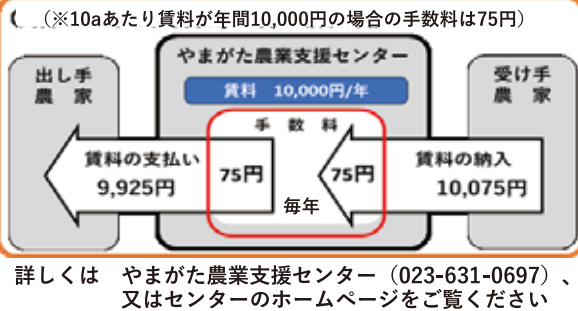 （※10aあたり賃料が年間10,000円の場合の手数料は75円）
やまがた農業支援センター
賃料　10,000円/年
出し手
農　家
受け手
農　家
手　数　料
賃料の支払い
9,925円
75円
75円
賃料の納入
10,075円
毎年
詳しくは　やまがた農業支援センター（023-631-0697）、
又はセンターのホームページをご覧ください